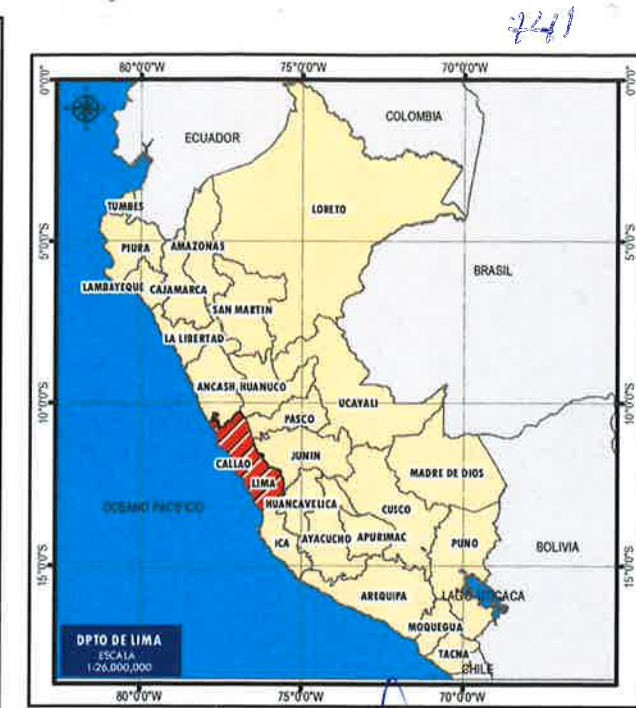 741
80°0'0"W 75°0'0"W 70°0'0"W
0°0'0" 0°0'0"
COLOMBIA
ECUADOR
TUMBES
LORETO
5°0'0"S PIURA AMAZONAS 5°0'0"S
BRASIL
LAMBAYEQUE CAJAMARCA
SAN MARTIN
LA LIBERTAD
ANCASH HUANUCO
10°0'0"S UCAYALI 10°0'0"S
PASCO
JUNIN
CALLAO
MADRE DE DIOS
LIMA
HUANCAVELICA
OCEANO PACIFICO CUSCO
ICA AYACUCHO APURIMAC PUNO
BOLIVIA
15°0'0"S 15°0'0"S
AREQUIPA LAGO TITICACA
MOQUEGUA
DPTO DE LIMA
ESCALA
1:26,000,000
TACNA
CHILE
80°0'0"W 75°0'0"W 70°0'0"W